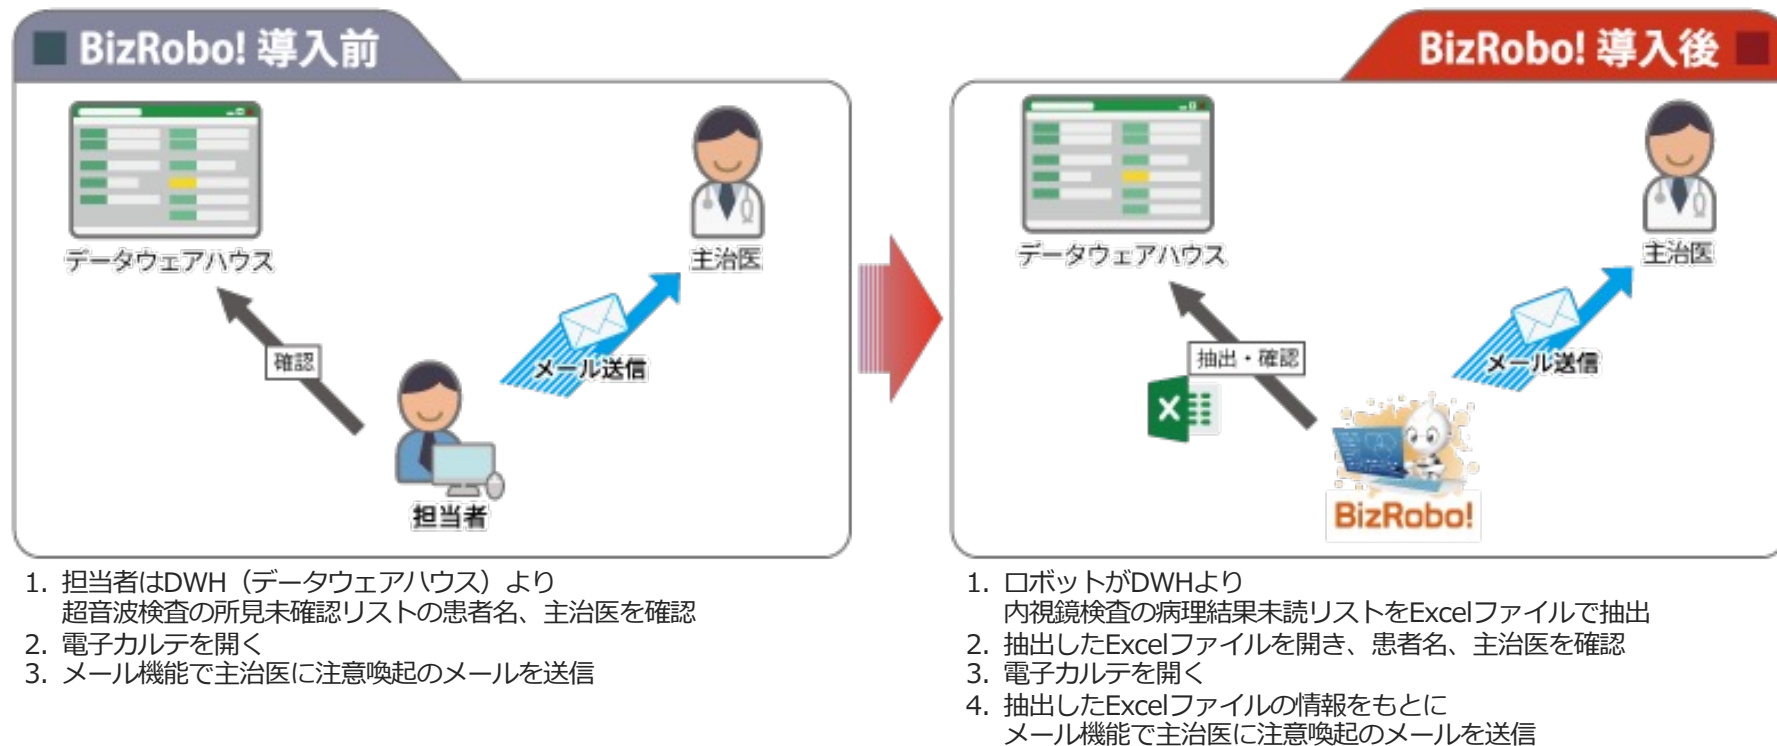 BizRobo! 導入前
データウェアハウス
主治医
確認
メール送信
担当者
1. 担当者はDWH（データウェアハウス）より
超音波検査の所見未確認リストの患者名、主治医を確認
2. 電子カルテを開く
3. メール機能で主治医に注意喚起のメールを送信
BizRobo! 導入後
データウェアハウス
主治医
抽出・確認
メール送信
X
BizRobo!
1. ロボットがDWHより
内視鏡検査の病理結果未読リストをExcelファイルで抽出
2. 抽出したExcelファイルを開き、患者名、主治医を確認
3. 電子カルテを開く
4. 抽出したExcelファイルの情報をもとに
メール機能で主治医に注意喚起のメールを送信